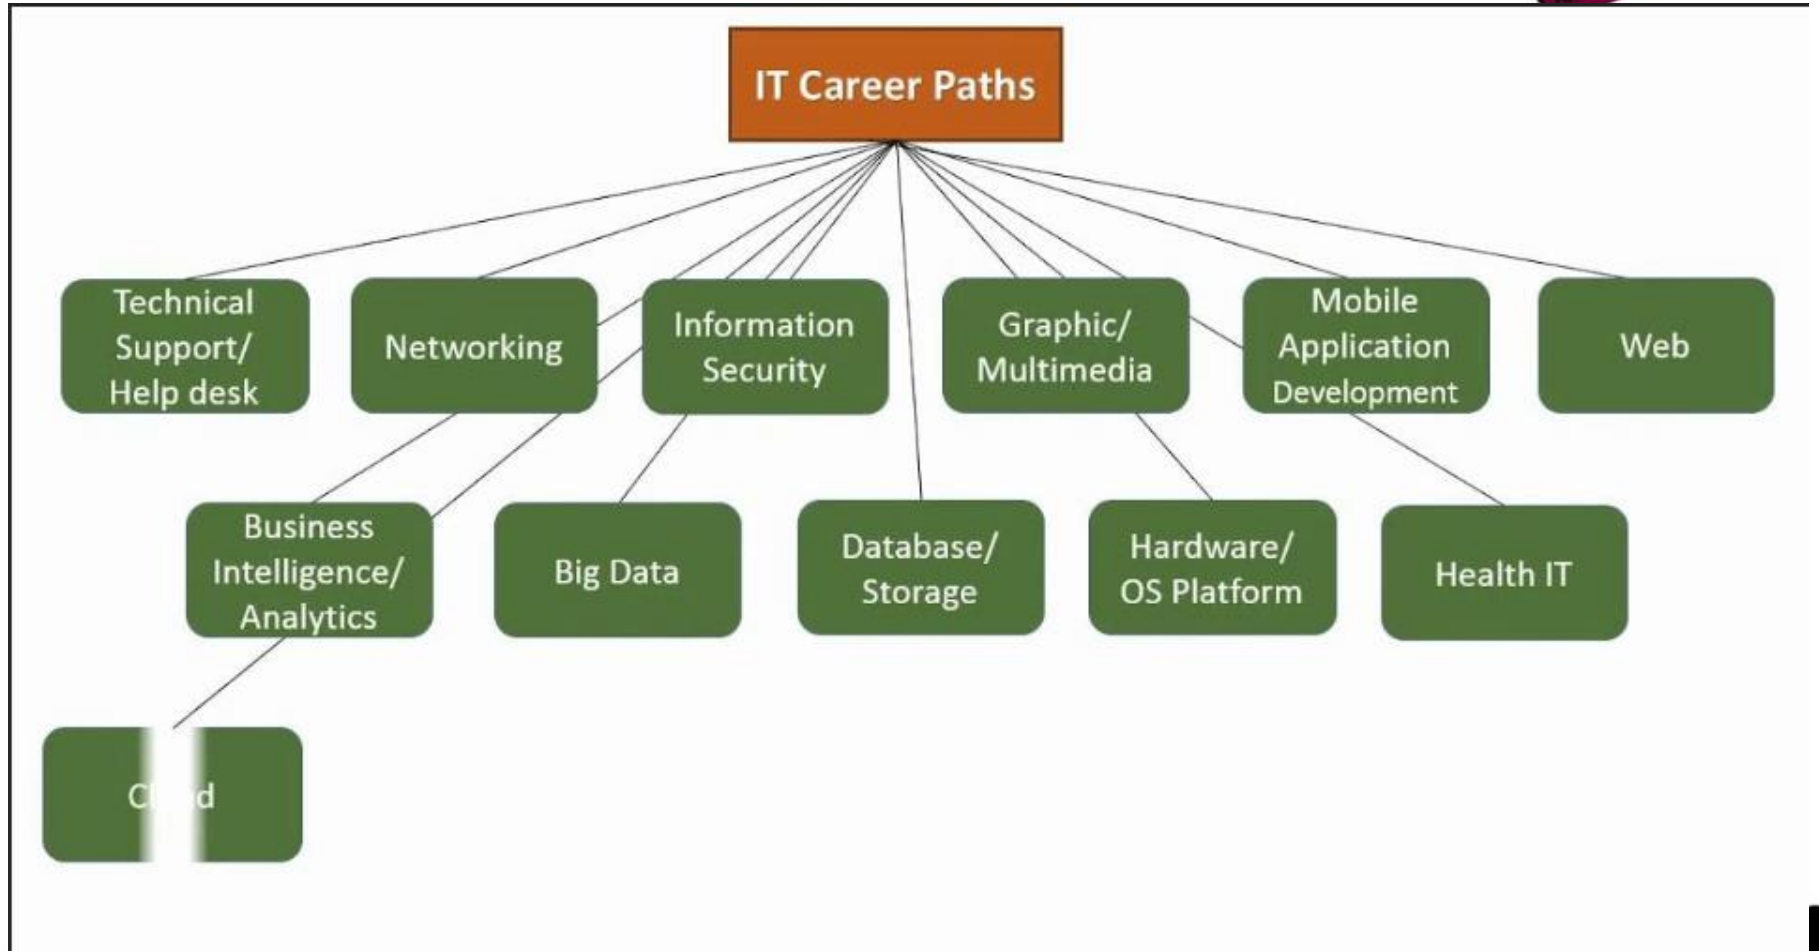 IT Career Paths
Technical
Support/
Help desk
Networking
Information
Security
Graphic/
Multimedia
Mobile
Application
Development
Web
Business
Intelligence/
Analytics
Big Data
Database/
Storage
Hardware/
OS Platform
Health IT